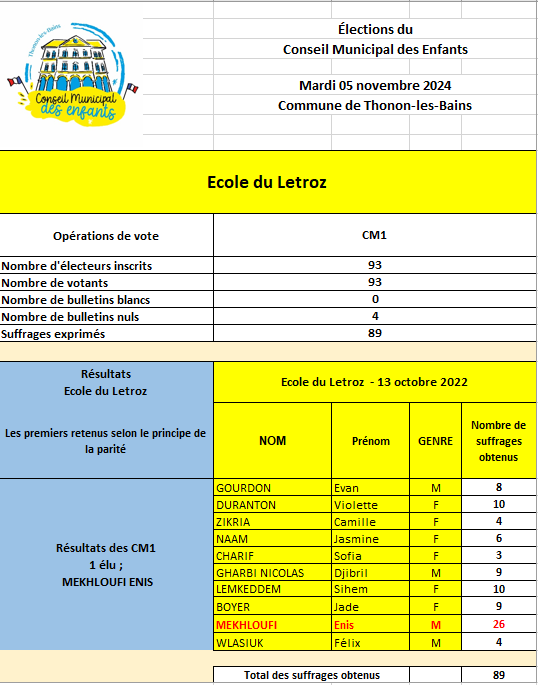 Thonon-les-Bains
Conseil Municipal
des enfants
Élections du
Conseil Municipal des Enfants
Mardi 05 novembre 2024
Commune de Thonon-les-Bains
Ecole du Letroz
Opérations de vote CM1
Nombre d'électeurs inscrits 93
Nombre de votants 93
Nombre de bulletins blancs 0
Nombre de bulletins nuls 4
Suffrages exprimés 89
Résultats
Ecole du Letroz
Les premiers retenus selon le principe de
la parité
Ecole du Letroz - 13 octobre 2022
NOM Prénom GENRE Nombre de
suffrages
obtenus
Résultats des CM1
1 élu ;
MEKHLOUFI ENIS
GOURDON Evan M 8
DURANTON Violette F 10
ZIKRIA Camille F 4
NAAM Jasmine F 6
CHARIF Sofia F 3
GHARBI NICOLAS Djibril M 9
LEMKEDDEM Sihem F 10
BOYER Jade F 9
MEKHLOUFI Enis M 26
WLASIUK Félix M 4
Total des suffrages obtenus 89